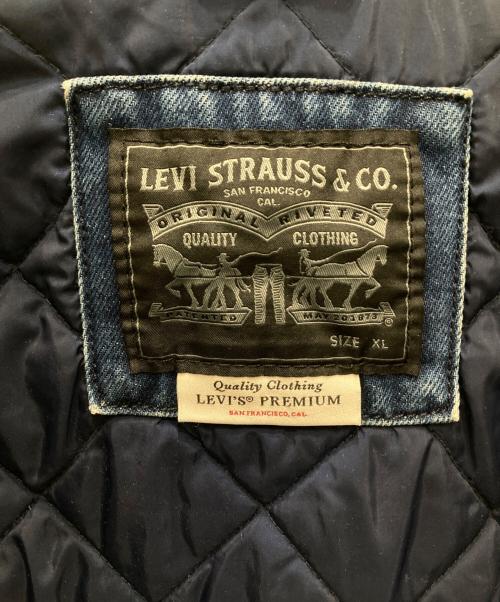 LEVI STRAUSS & CO.
SAN FRANCISCO
CAL.
ORIGINAL RIVETED
QUALITY CLOTHING
PATENTED MAY 20 1873
SIZE XL
Quality Clothing
LEVI'S® PREMIUM
SAN FRANCISCO, CAL.